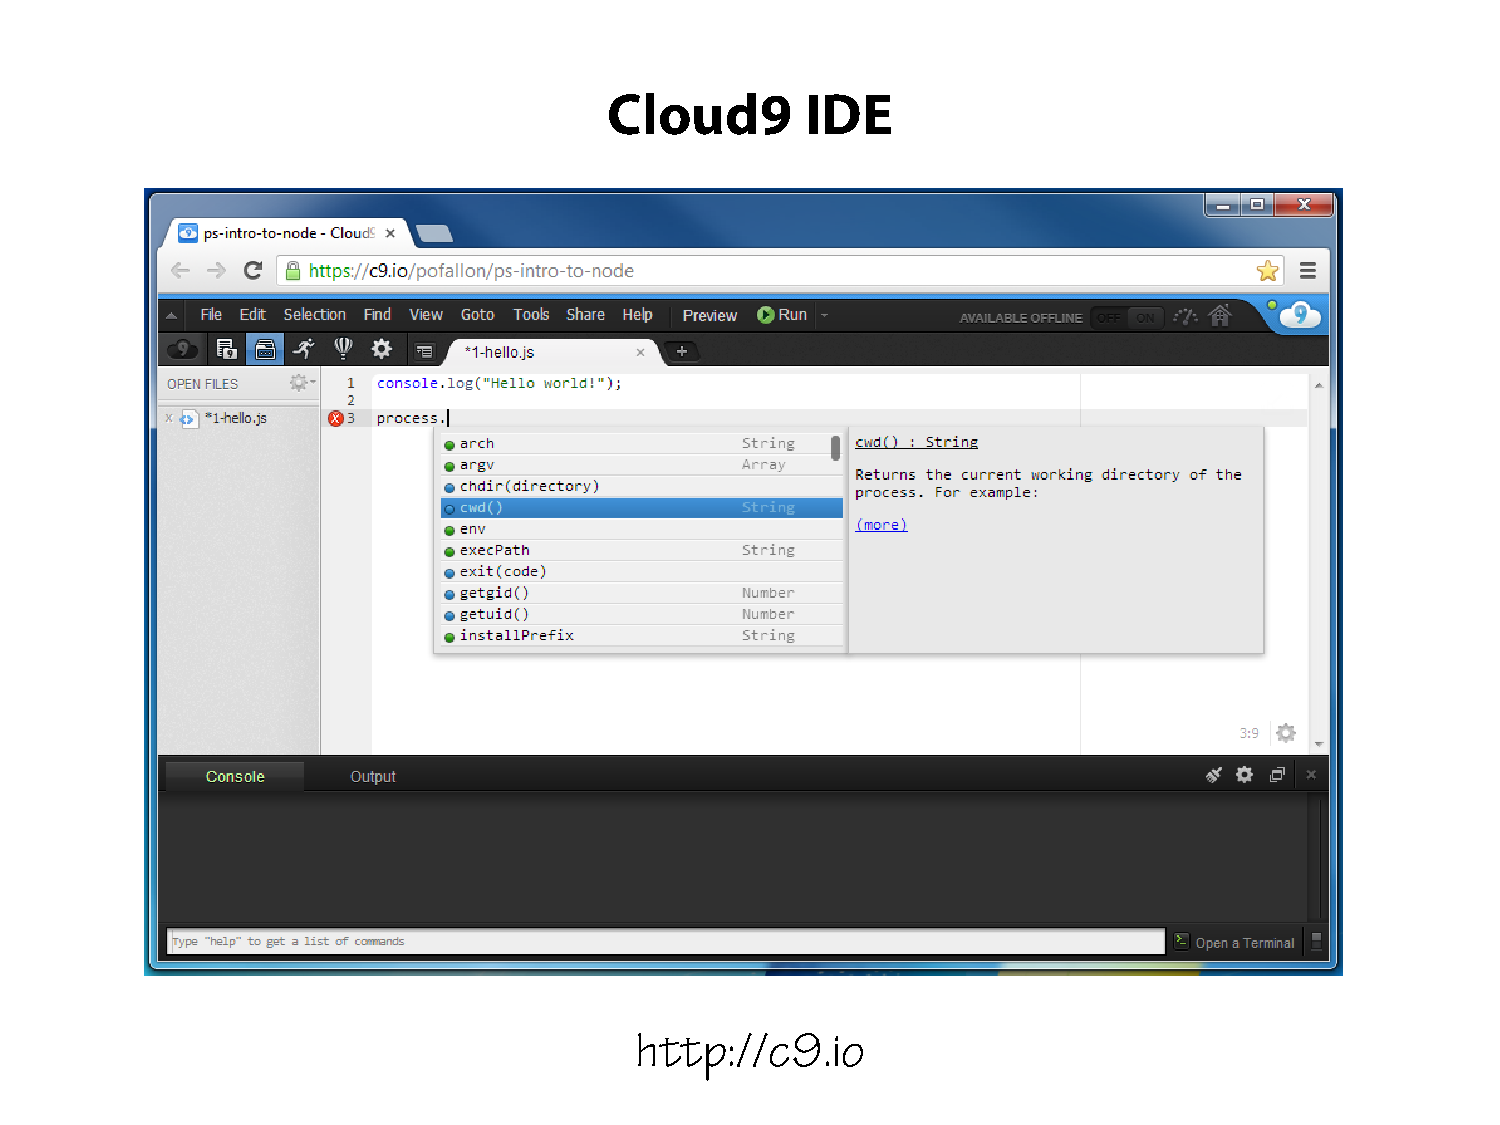 Cloud9 IDE
ps-intro-to-node - Cloud9
https://c9.io/pofallon/ps-intro-to-node
File Edit Selection Find View Goto Tools Share Help Preview Run AVAILABLE OFFLINE OFF ON
*1-hello.js
OPEN FILES
*1-hello.js
1 console.log("Hello world!");
2
3 process.
arch String
argv Array
chdir(directory)
cwd() String
env
execPath String
exit(code)
getgid() Number
getuid() Number
installPrefix String
cwd() : String
Returns the current working directory of the
process. For example:
(more)
3:9
Console Output
Type "help" to get a list of commands
Open a Terminal
http://c9.io